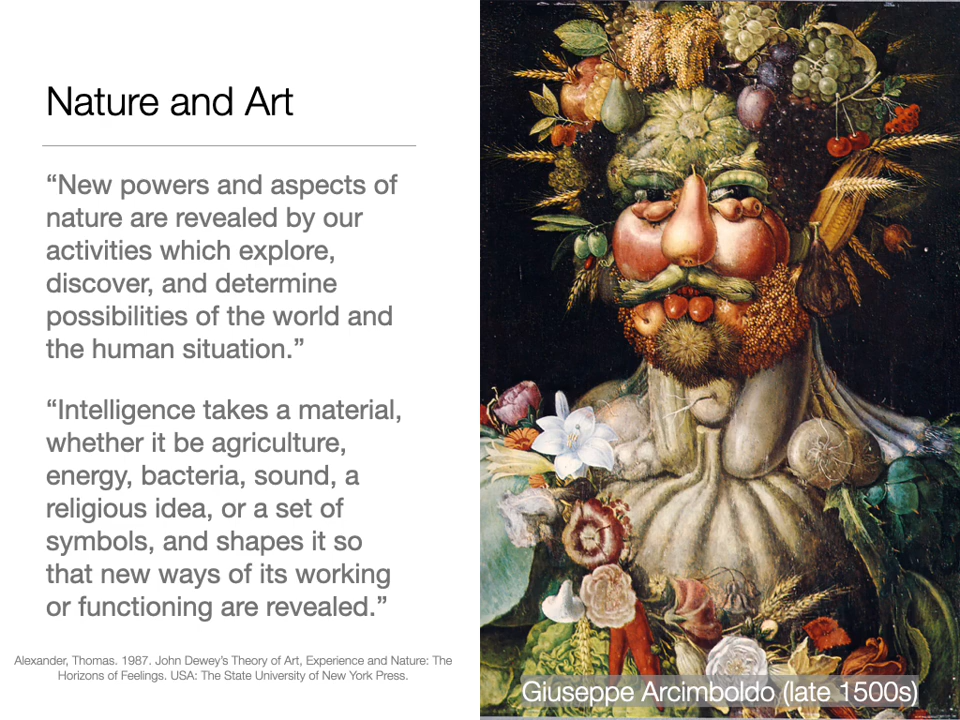 Nature and Art
“New powers and aspects of
nature are revealed by our
activities which explore,
discover, and determine
possibilities of the world and
the human situation.”
“Intelligence takes a material,
whether it be agriculture,
energy, bacteria, sound, a
religious idea, or a set of
symbols, and shapes it so
that new ways of its working
or functioning are revealed.”
Alexander, Thomas. 1987. John Dewey’s Theory of Art, Experience and Nature: The
Horizons of Feelings. USA: The State University of New York Press.
Giuseppe Arcimboldo (late 1500s)